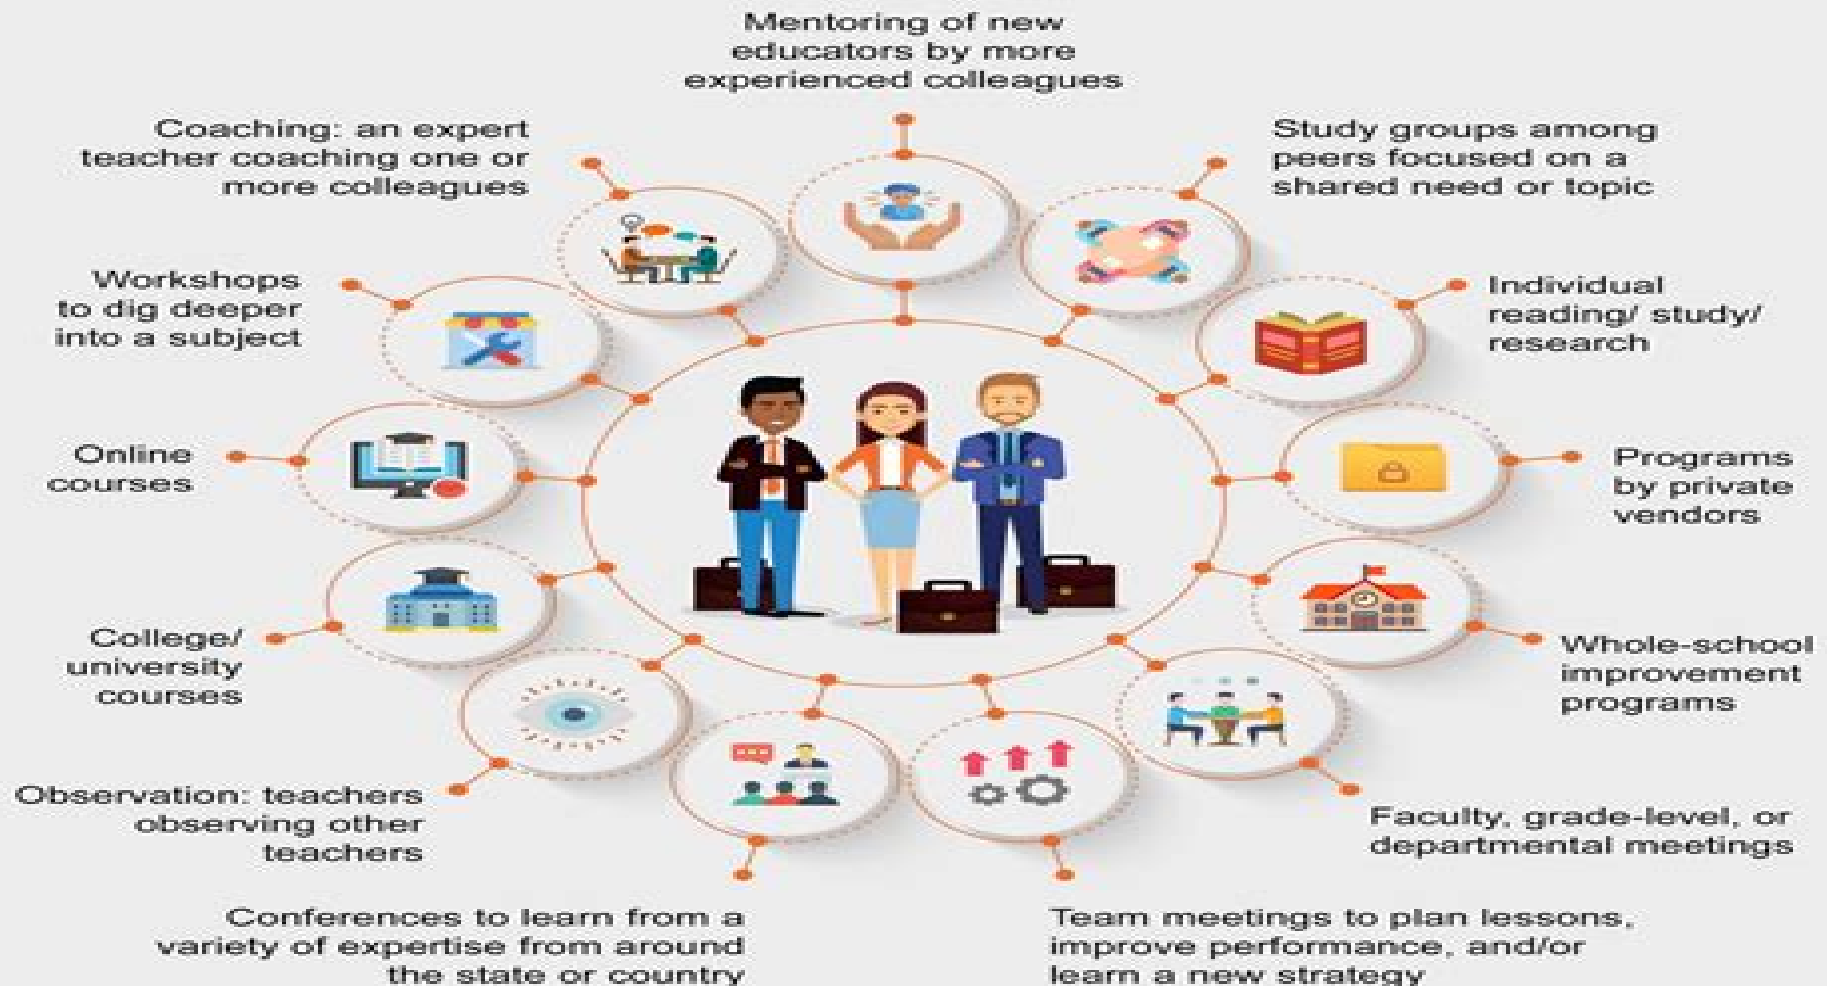 Mentoring of new
educators by more
experienced colleagues
Study groups among
peers focused on a
shared need or topic
Individual
reading/ study/
research
Programs
by private
vendors
Whole-school
improvement
programs
Faculty, grade-level, or
departmental meetings
Team meetings to plan lessons,
improve performance, and/or
learn a new strategy
Conferences to learn from a
variety of expertise from around
the state or country
Observation: teachers
observing other
teachers
College/
university
courses
Online
courses
Workshops
to dig deeper
into a subject
Coaching: an expert
teacher coaching one or
more colleagues